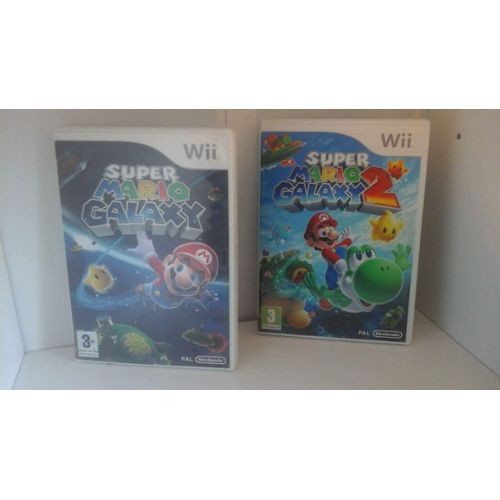 Wii
SUPER
MARIO
GALAXY
3
PAL Nintendo
Wii
SUPER
MARIO
GALAXY 2
3
PAL Nintendo